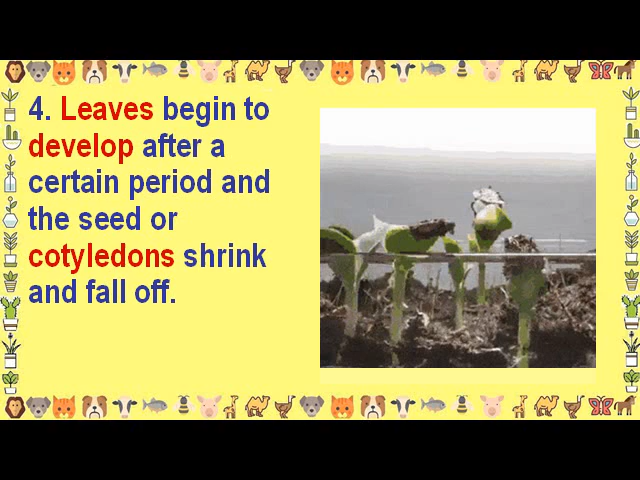 4. Leaves begin to
develop after a
certain period and
the seed or
cotyledons shrink
and fall off.